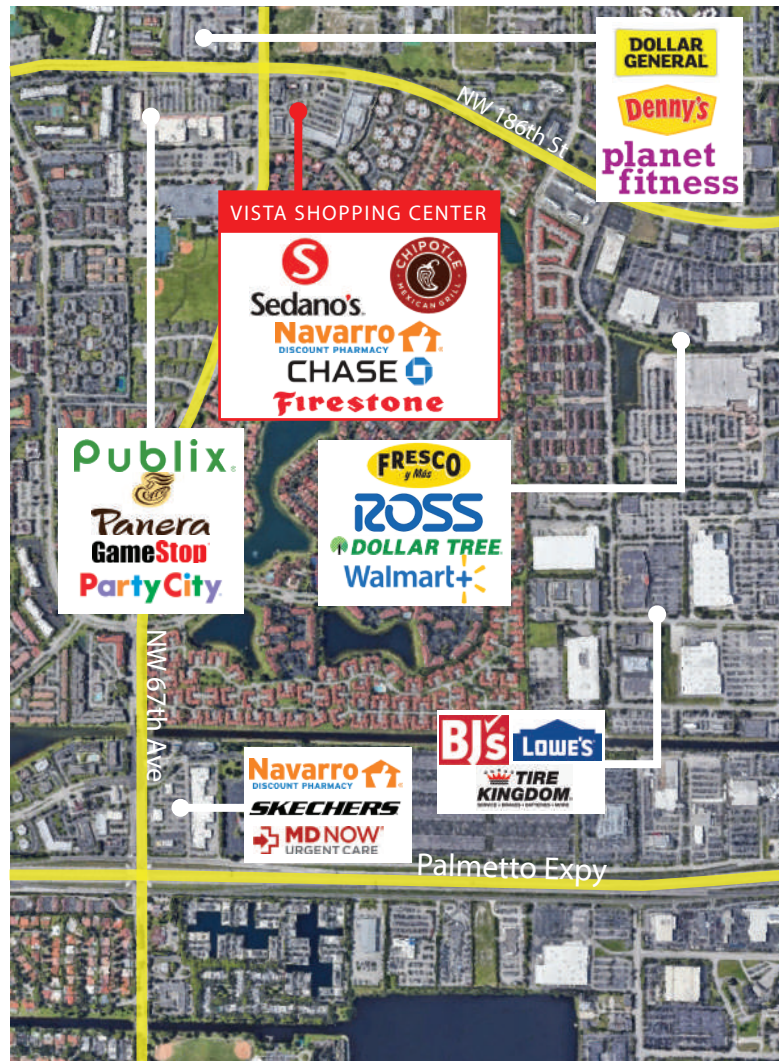 DOLLAR
GENERAL
Denny's
planet
fitness
NW 186th St
VISTA SHOPPING CENTER
S
Sedano's
CHIPOTLE
MEXICAN GRILL
Navarro
DISCOUNT PHARMACY
CHASE
Firestone
Publix
Panera
GameStop
PartyCity
FRESCO
y Más
ROSS
DOLLAR TREE
Walmart+
NW 67th Ave
BJ's
LOWE'S
TIRE
KINGDOM
Navarro
DISCOUNT PHARMACY
SKECHERS
MD NOW
URGENT CARE
Palmetto Expy